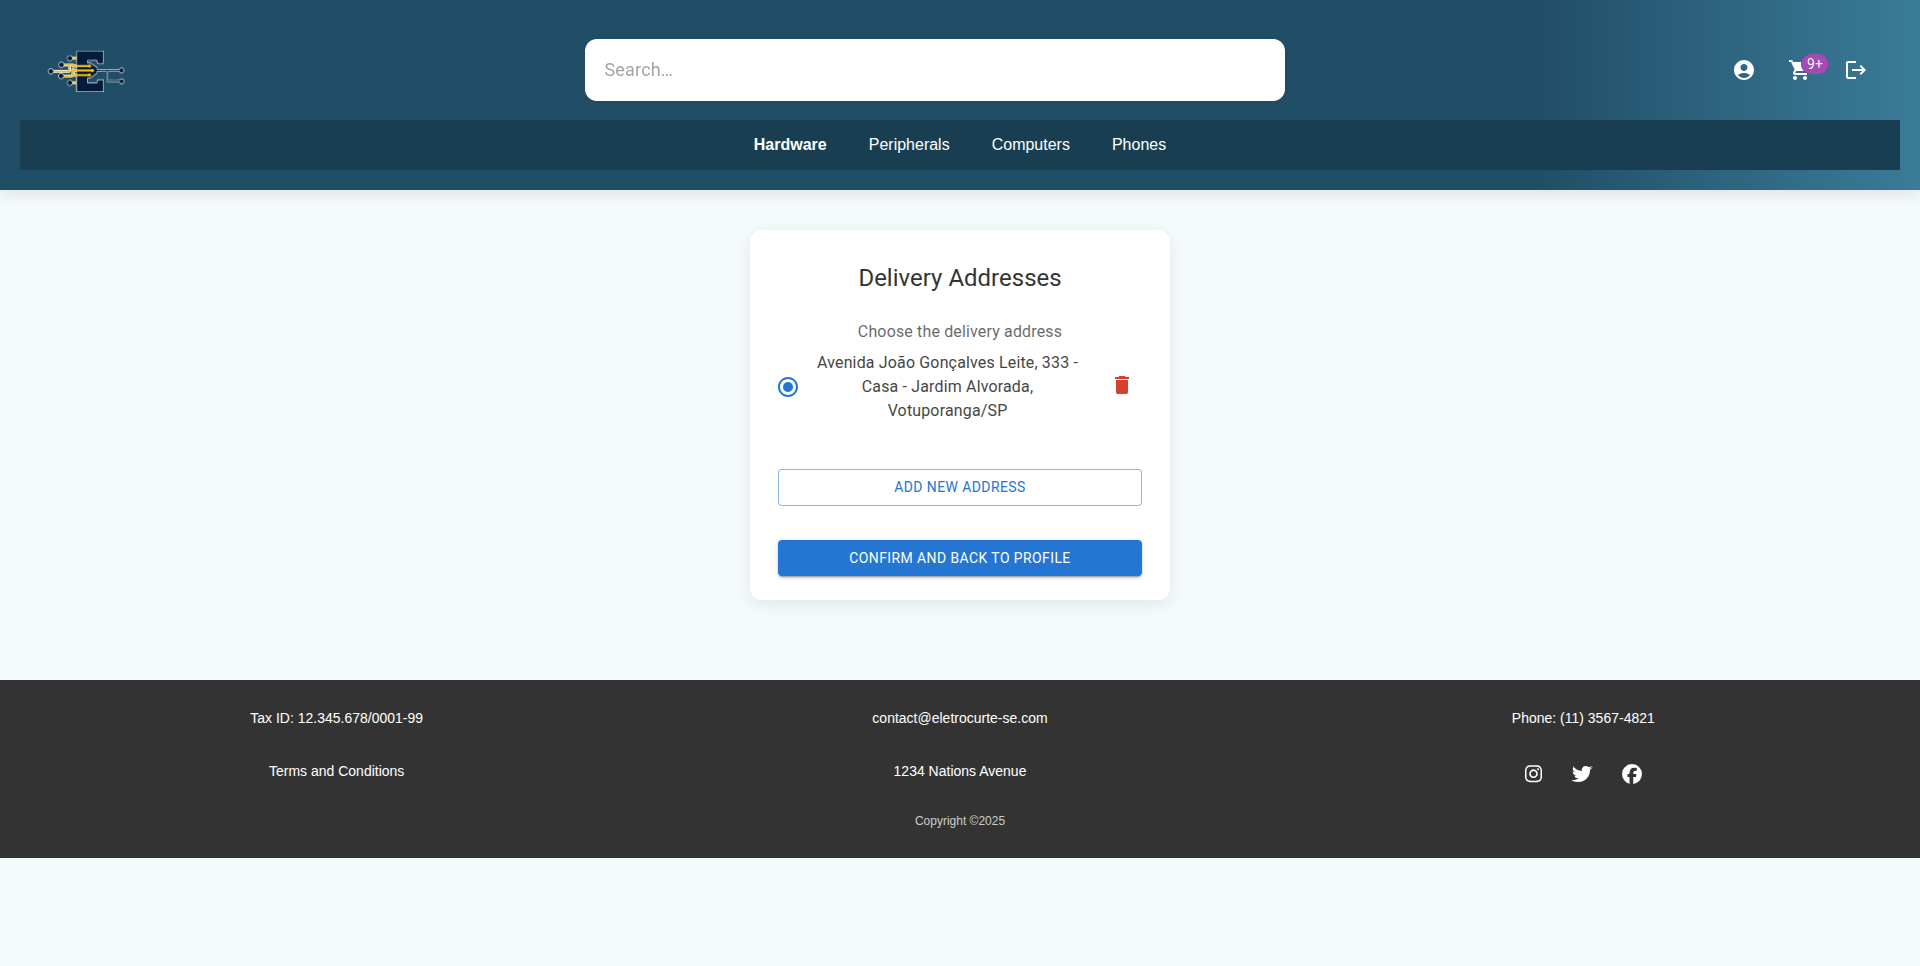 Search...
9+
Hardware
Peripherals
Computers
Phones
Delivery Addresses
Choose the delivery address
Avenida João Gonçalves Leite, 333 -
Casa - Jardim Alvorada,
Votuporanga/SP
ADD NEW ADDRESS
CONFIRM AND BACK TO PROFILE
Tax ID: 12.345.678/0001-99
contact@eletrocurte-se.com
Phone: (11) 3567-4821
Terms and Conditions
1234 Nations Avenue
Copyright ©2025